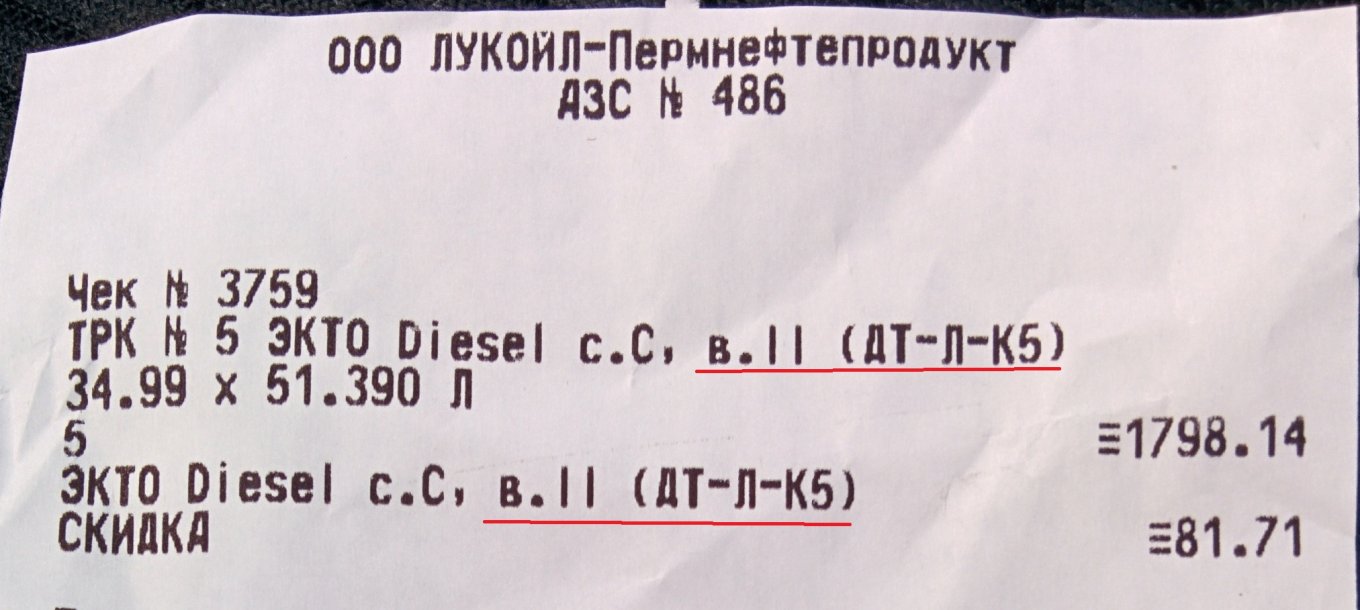 ООО ЛУКОЙЛ-Пермнефтепродукт
АЗС № 486
Чек № 3759
ТРК № 5 ЭКТО Diesel с.С, в.II (ДТ-Л-К5)
34.99 x 51.390 Л
5 ≡1798.14
ЭКТО Diesel с.С, в.II (ДТ-Л-К5)
СКИДКА ≡81.71